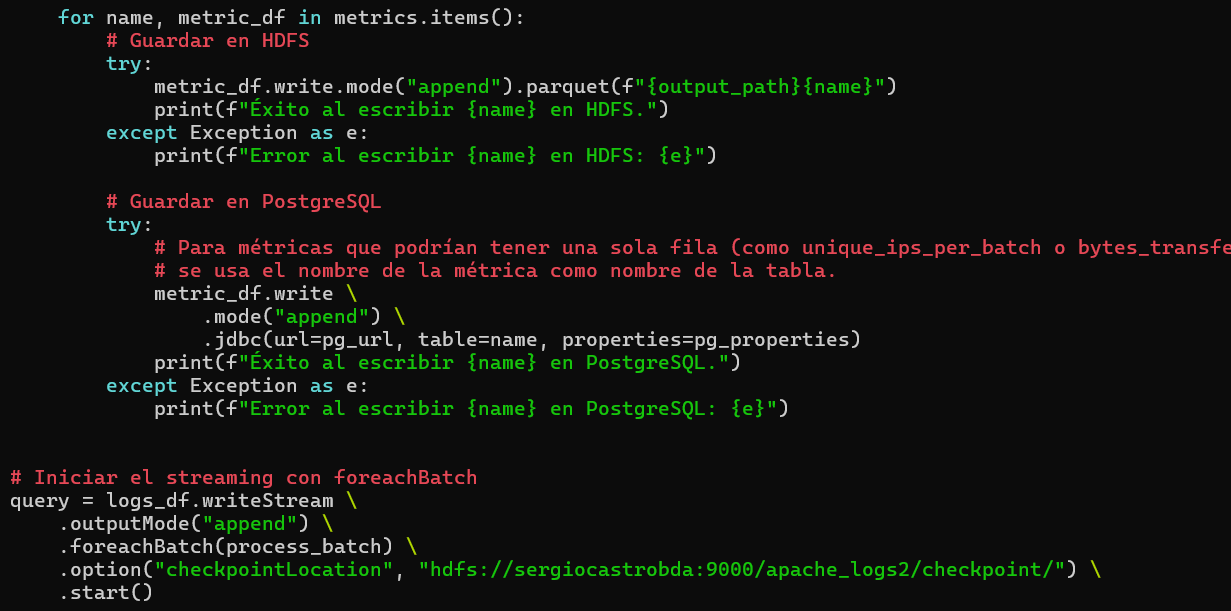 for name, metric_df in metrics.items():
# Guardar en HDFS
try:
metric_df.write.mode("append").parquet(f"{output_path}{name}")
print(f"Éxito al escribir {name} en HDFS.")
except Exception as e:
print(f"Error al escribir {name} en HDFS: {e}")
# Guardar en PostgreSQL
try:
# Para métricas que podrían tener una sola fila (como unique_ips_per_batch o bytes_transfe
# se usa el nombre de la métrica como nombre de la tabla.
metric_df.write \
.mode("append") \
.jdbc(url=pg_url, table=name, properties=pg_properties)
print(f"Éxito al escribir {name} en PostgreSQL.")
except Exception as e:
print(f"Error al escribir {name} en PostgreSQL: {e}")
# Iniciar el streaming con foreachBatch
query = logs_df.writeStream \
.outputMode("append") \
.foreachBatch(process_batch) \
.option("checkpointLocation", "hdfs://sergiocastrobda:9000/apache_logs2/checkpoint/") \
.start()